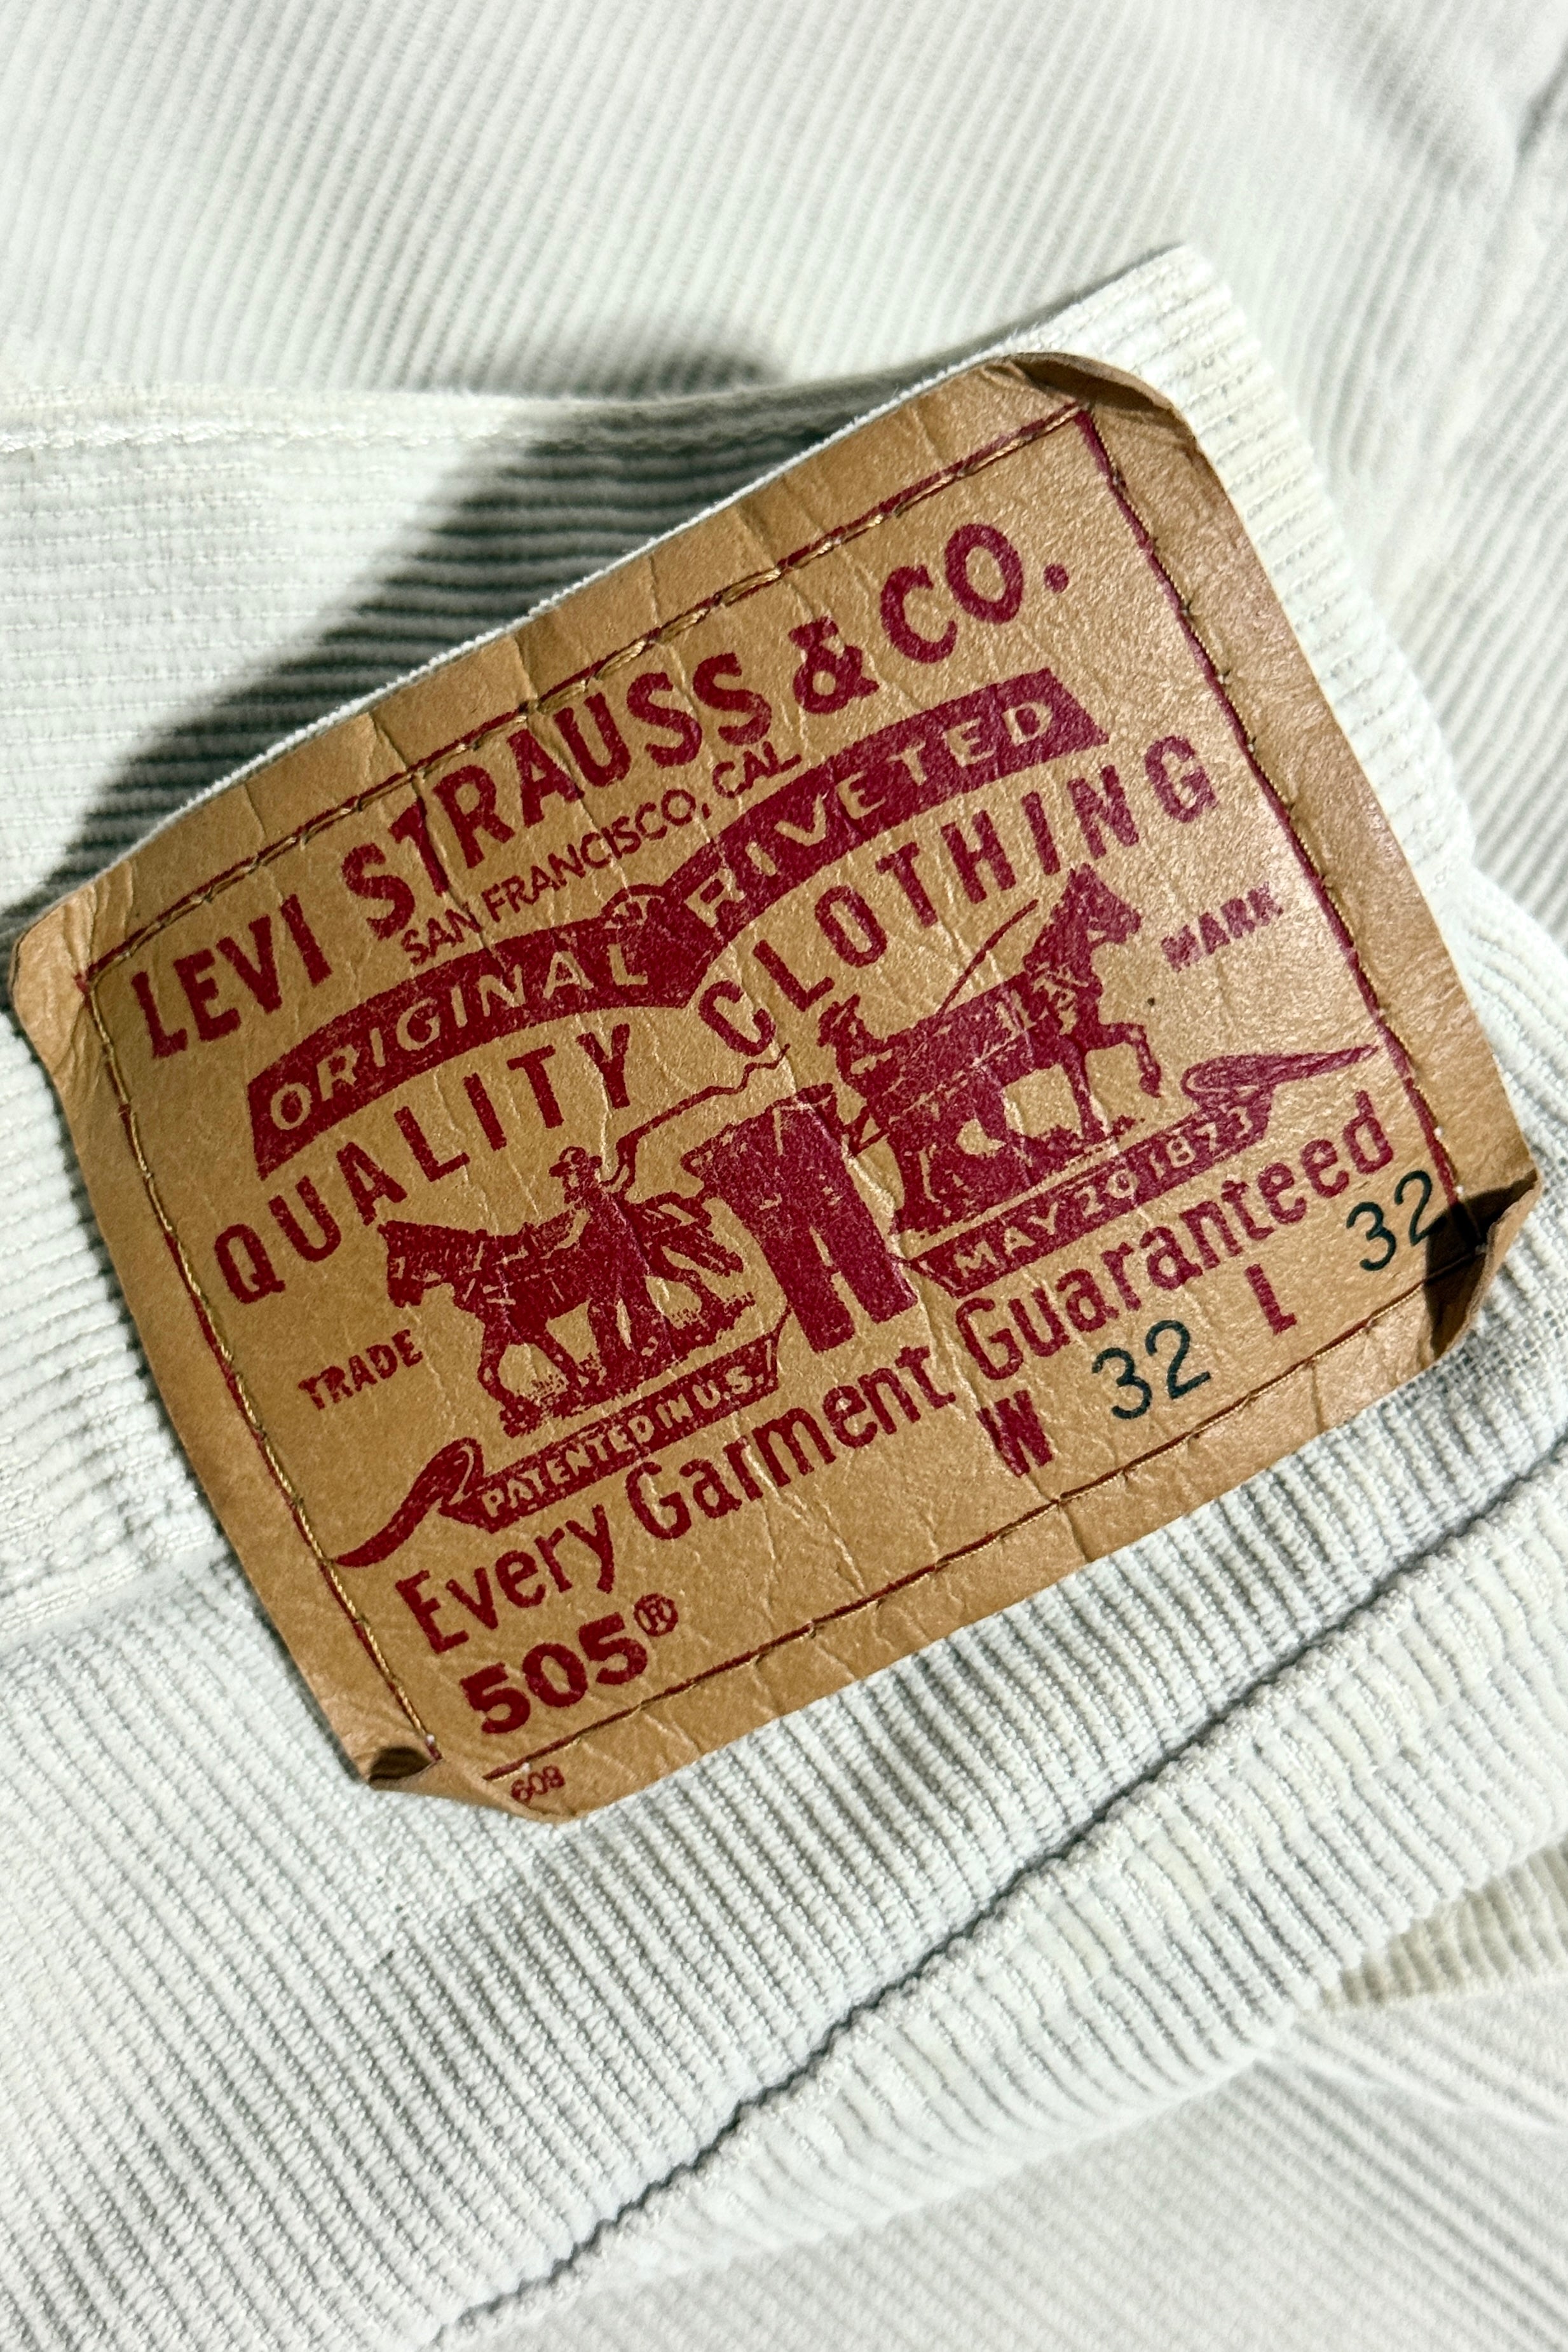 LEVI STRAUSS & CO.
SAN FRANCISCO, CAL
ORIGINAL RIVETED
QUALITY CLOTHING
TRADE MARK
PATENTED IN U.S. MAY 20 1873
Every Garment Guaranteed
505® W 32 L 32
609